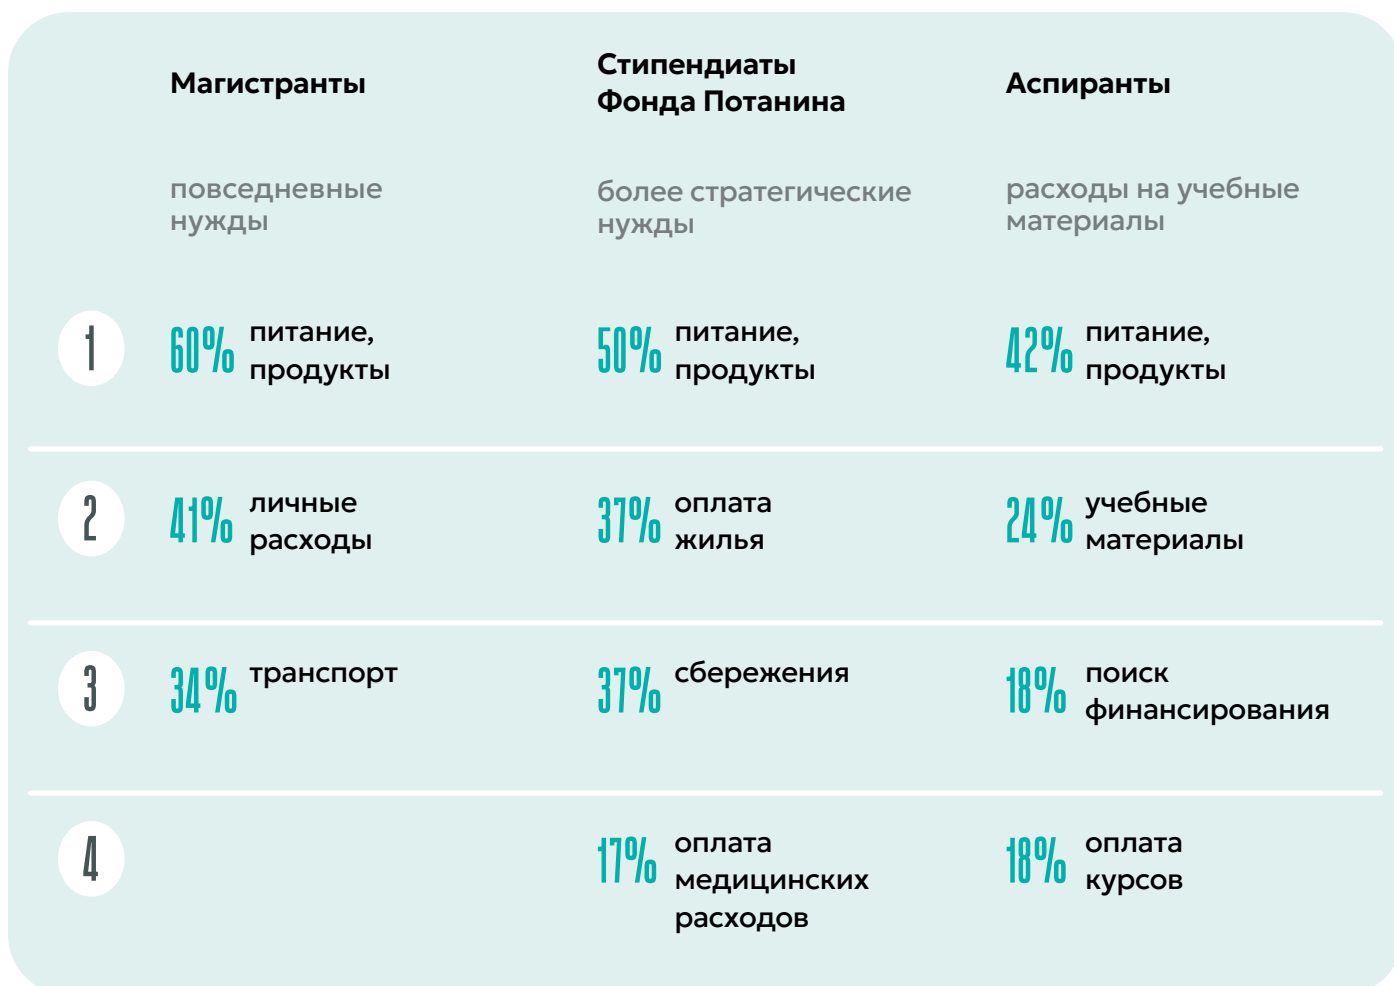 Магистранты
Стипендиаты
Фонда Потанина
Аспиранты
повседневные
нужды
более стратегические
нужды
расходы на учебные
материалы
1
60%
питание,
продукты
50%
питание,
продукты
42%
питание,
продукты
2
41%
личные
расходы
37%
оплата
жилья
24%
учебные
материалы
3
34%
транспорт
37%
сбережения
18%
поиск
финансирования
4
17%
оплата
медицинских
расходов
18%
оплата
курсов